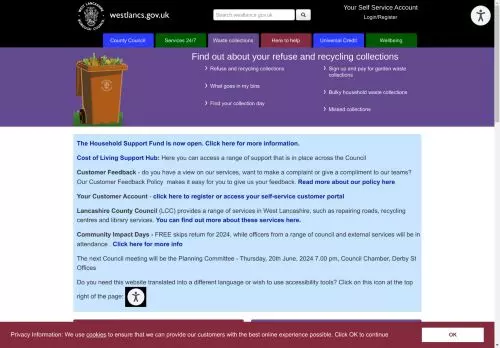 westlancs.gov.uk
Search westlancs.gov.uk
Your Self Service Account
Login/Register
County Council
Services 24/7
Waste collections
Here to help
Universal Credit
Wellbeing
Find out about your refuse and recycling collections
Refuse and recycling collections
What goes in my bins
Find your collection day
Sign up and pay for garden waste
collections
Bulky household waste collections
Missed collections
The Household Support Fund is now open. Click here for more information.
Cost of Living Support Hub: Here you can access a range of support that is in place across the Council
Customer Feedback - do you have a view on our services, want to make a complaint or give a compliment to our teams?
Our Customer Feedback Policy makes it easy for you to give us your feedback. Read more about our policy here
Your Customer Account - click here to register or access your self-service customer portal
Lancashire County Council (LCC) provides a range of services in West Lancashire, such as repairing roads, recycling
centres and library services. You can find out more about these services here.
Community Impact Days - FREE skips return for 2024, while officers from a range of council and external services will be in
attendance. Click here for more info
The next Council meeting will be the Planning Committee - Thursday, 20th June, 2024 7.00 pm, Council Chamber, Derby St
Offices
Do you need this website translated into a different language or wish to use accessibility tools? Click on this icon at the top
right of the page:
Privacy Information: We use cookies to ensure that we can provide our customers with the best online experience possible. Click OK to continue
OK